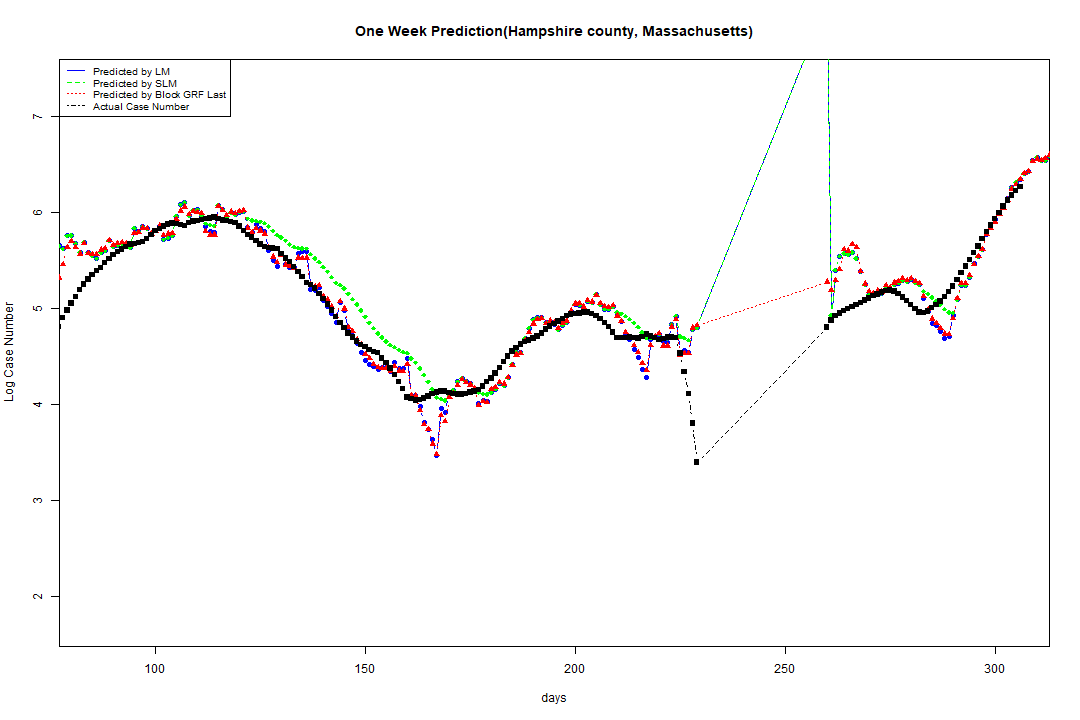 One Week Prediction(Hampshire county, Massachusetts)
Predicted by LM
Predicted by SLM
Predicted by Block GRF Last
Actual Case Number
7
6
5
4
3
2
Log Case Number
100 150 200 250 300
days